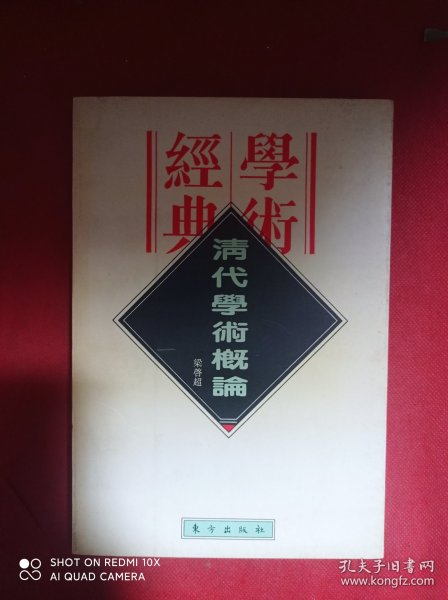 學術
經典
清代學術概論
梁啓超
東方出版社
SHOT ON REDMI 10X
AI QUAD CAMERA
孔夫子旧书网
www.kongfz.com